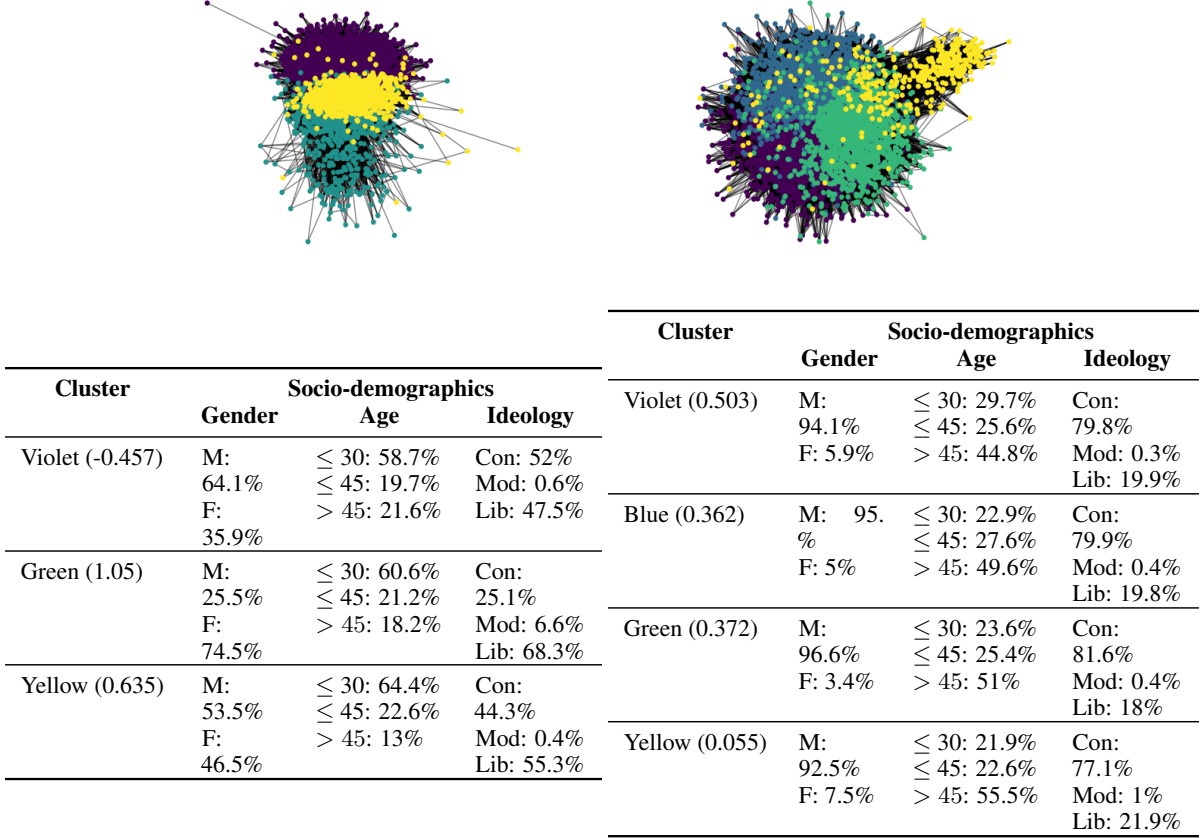 Cluster Socio-demographics
Gender Age Ideology
Violet (-0.457) M: ≤ 30: 58.7% Con: 52%
64.1% ≤ 45: 19.7% Mod: 0.6%
F: > 45: 21.6% Lib: 47.5%
35.9%
Green (1.05) M: ≤ 30: 60.6% Con:
25.5% ≤ 45: 21.2% 25.1%
F: > 45: 18.2% Mod: 6.6%
74.5% Lib: 68.3%
Yellow (0.635) M: ≤ 30: 64.4% Con:
53.5% ≤ 45: 22.6% 44.3%
F: > 45: 13% Mod: 0.4%
46.5% Lib: 55.3%
Cluster Socio-demographics
Gender Age Ideology
Violet (0.503) M: ≤ 30: 29.7% Con:
94.1% ≤ 45: 25.6% 79.8%
F: 5.9% > 45: 44.8% Mod: 0.3%
Lib: 19.9%
Blue (0.362) M: 95. ≤ 30: 22.9% Con:
% ≤ 45: 27.6% 79.9%
F: 5% > 45: 49.6% Mod: 0.4%
Lib: 19.8%
Green (0.372) M: ≤ 30: 23.6% Con:
96.6% ≤ 45: 25.4% 81.6%
F: 3.4% > 45: 51% Mod: 0.4%
Lib: 18%
Yellow (0.055) M: ≤ 30: 21.9% Con:
92.5% ≤ 45: 22.6% 77.1%
F: 7.5% > 45: 55.5% Mod: 1%
Lib: 21.9%